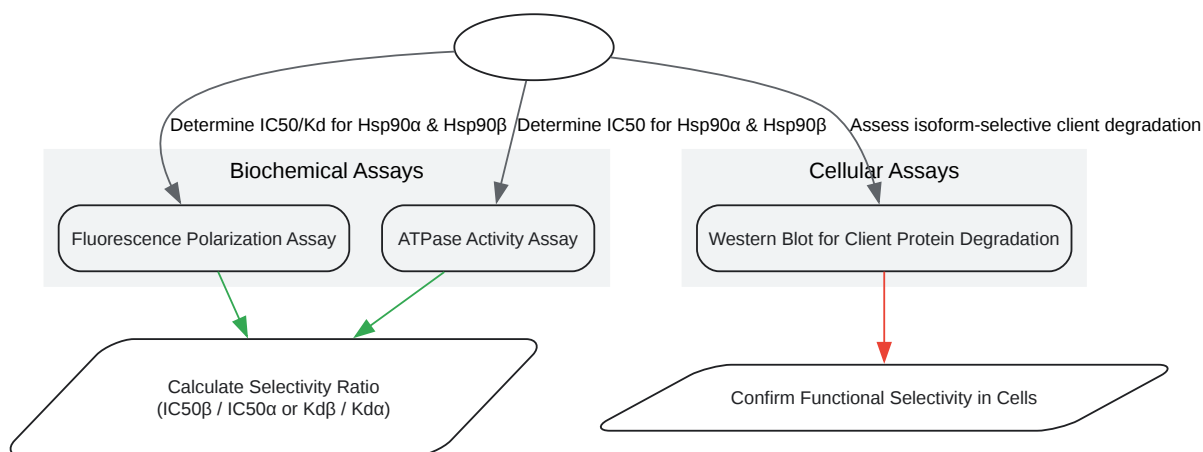 Determine IC50/Kd for Hsp90α & Hsp90β
Determine IC50 for Hsp90α & Hsp90β
Assess isoform-selective client degradation
Biochemical Assays
Cellular Assays
Fluorescence Polarization Assay
ATPase Activity Assay
Western Blot for Client Protein Degradation
Calculate Selectivity Ratio
(IC50β / IC50α or Kdβ / Kdα)
Confirm Functional Selectivity in Cells